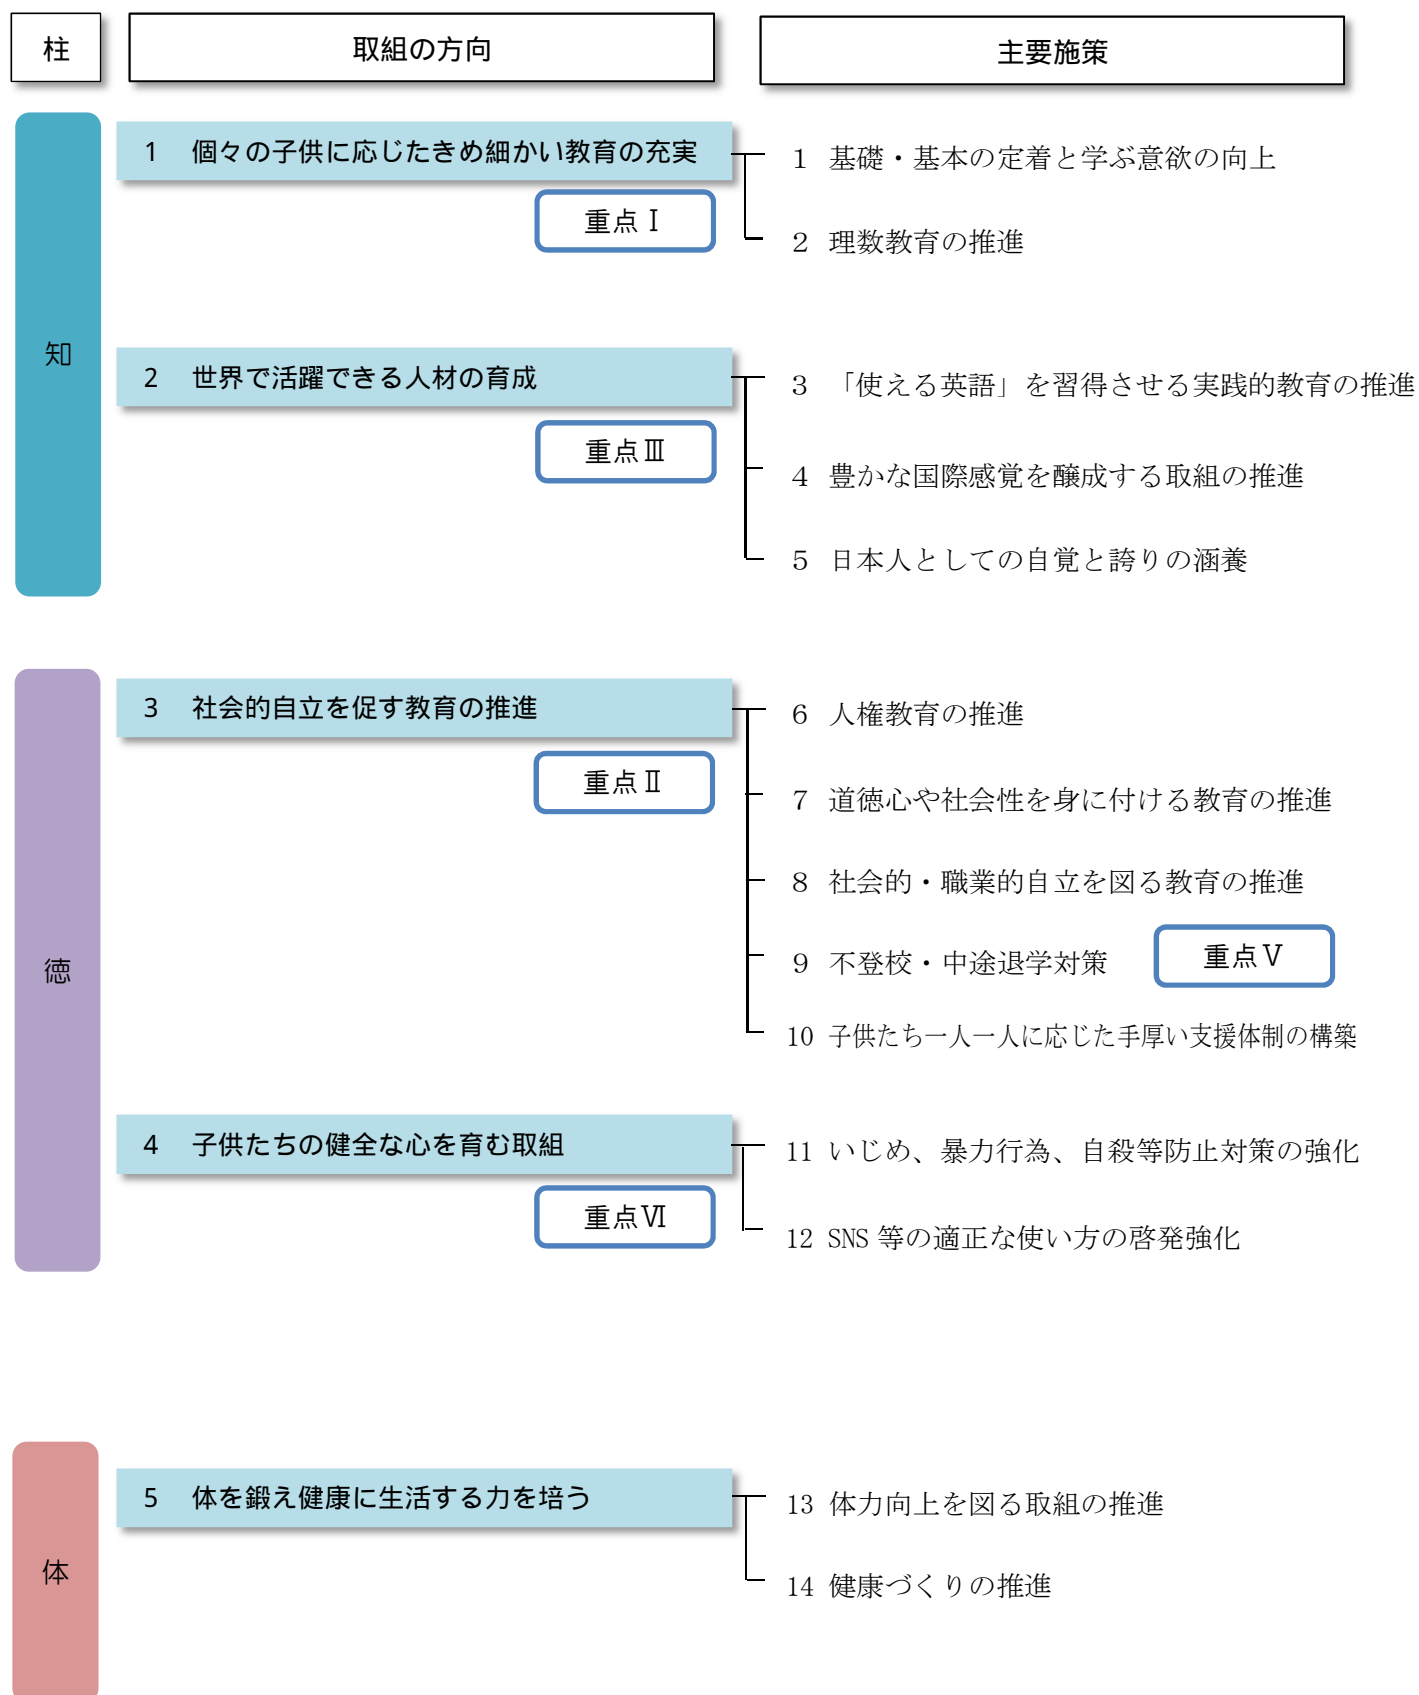 柱
取組の方向
主要施策
知
1 個々の子供に応じたきめ細かい教育の充実
重点Ⅰ
1 基礎・基本の定着と学ぶ意欲の向上
2 理数教育の推進
2 世界で活躍できる人材の育成
重点Ⅲ
3 「使える英語」を習得させる実践的教育の推進
4 豊かな国際感覚を醸成する取組の推進
5 日本人としての自覚と誇りの涵養
徳
3 社会的自立を促す教育の推進
重点Ⅱ
6 人権教育の推進
7 道徳心や社会性を身に付ける教育の推進
8 社会的・職業的自立を図る教育の推進
9 不登校・中途退学対策
重点Ⅴ
10 子供たち一人一人に応じた手厚い支援体制の構築
4 子供たちの健全な心を育む取組
重点Ⅵ
11 いじめ、暴力行為、自殺等防止対策の強化
12 SNS 等の適正な使い方の啓発強化
体
5 体を鍛え健康に生活する力を培う
13 体力向上を図る取組の推進
14 健康づくりの推進